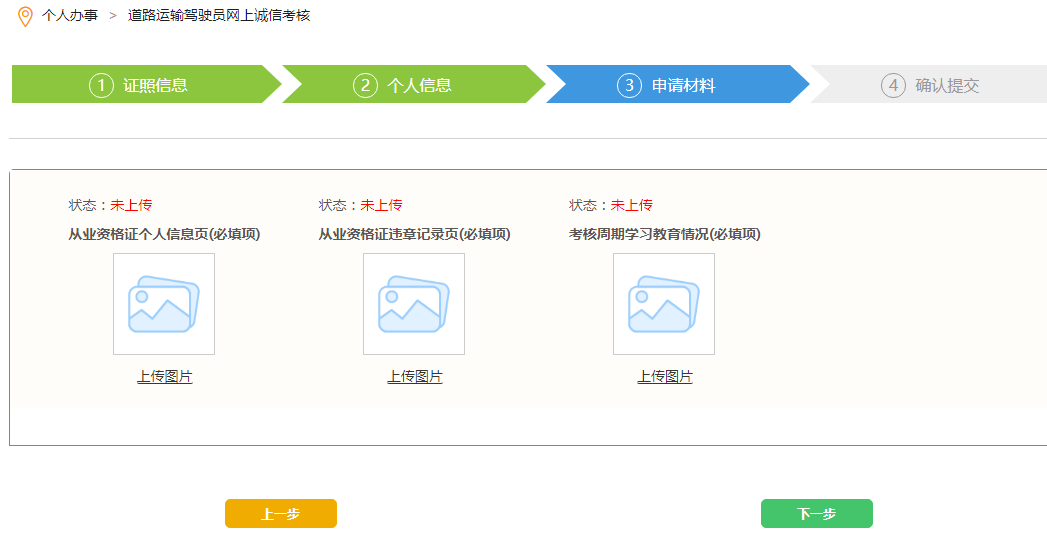 个人办事 > 道路运输驾驶员网上诚信考核
1 证照信息 2 个人信息 3 申请材料 4 确认提交
状态：未上传 状态：未上传 状态：未上传
从业资格证个人信息页(必填项) 从业资格证违章记录页(必填项) 考核周期学习教育情况(必填项)
上传图片 上传图片 上传图片
上一步 下一步